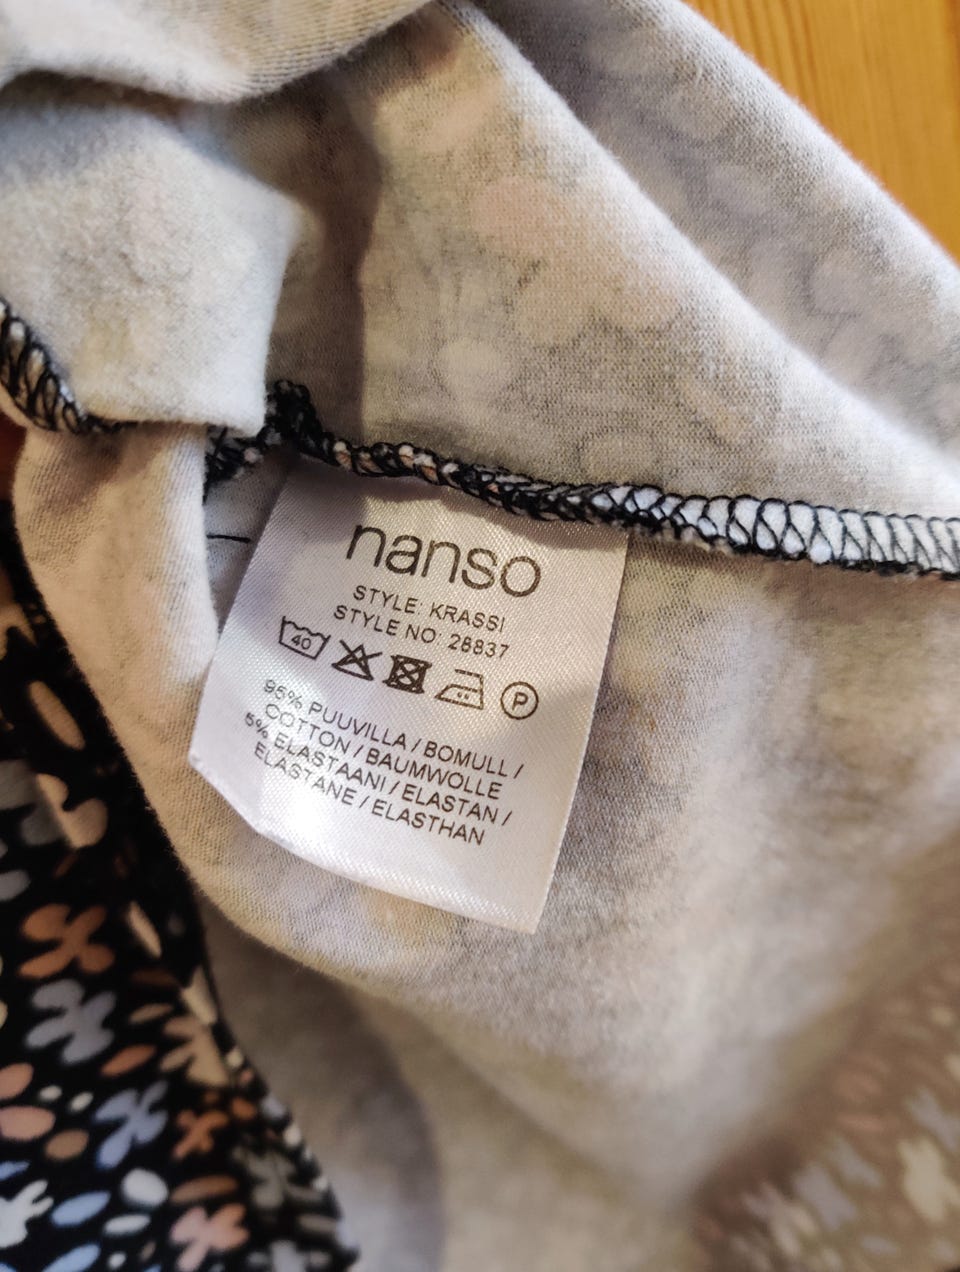 nanso
STYLE: KRASSI
STYLE NO: 28837
40 P
95% PUUVILLA / BOMULL /
COTTON / BAUMWOLLE
5% ELASTAANI / ELASTAN /
ELASTANE / ELASTHAN